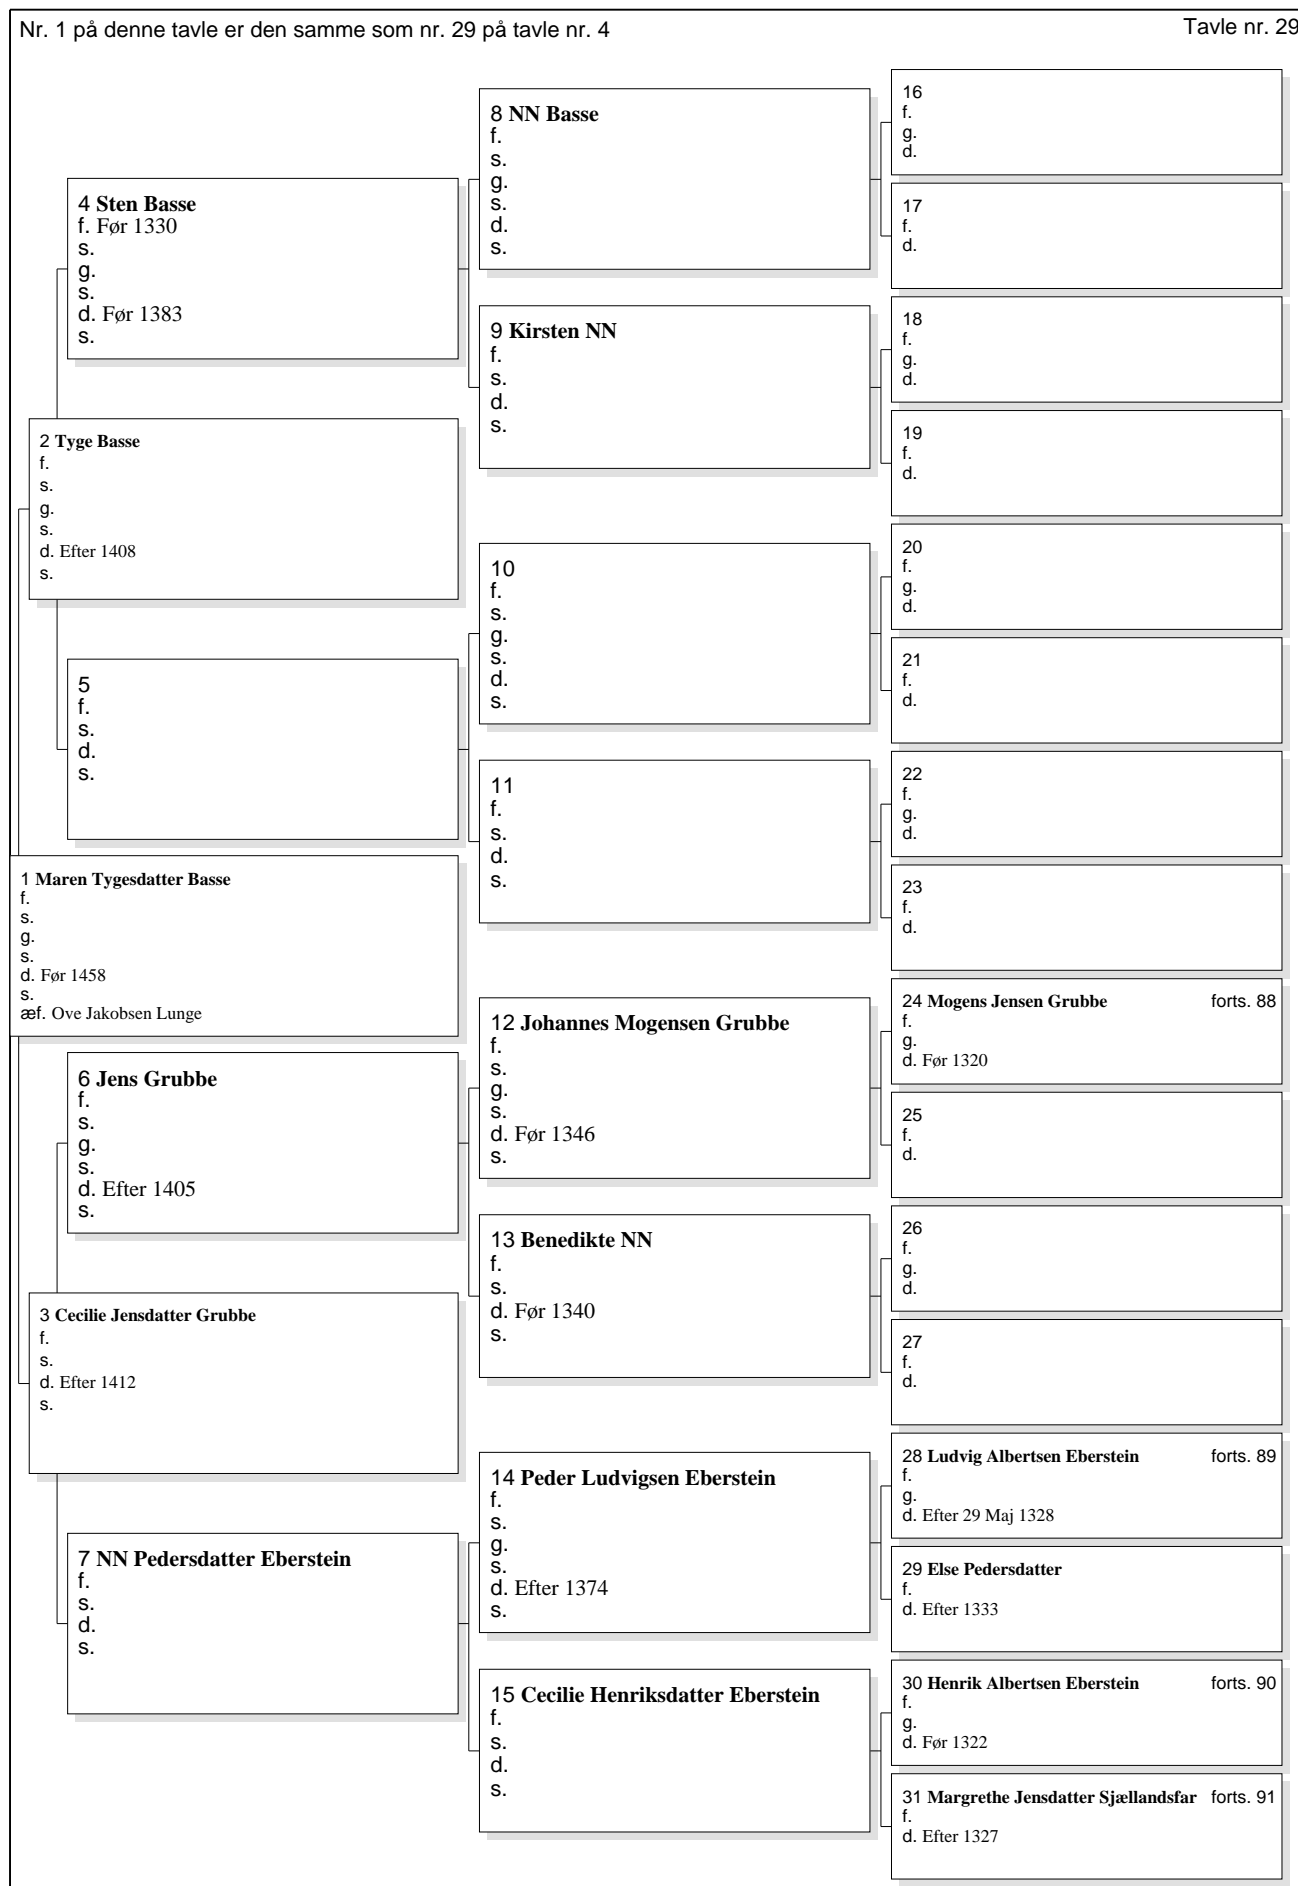 Nr. 1 på denne tavle er den samme som nr. 29 på tavle nr. 4
Tavle nr. 29
8 NN Basse
f.
s.
g.
s.
d.
s.
16
f.
g.
d.
17
f.
d.
4 Sten Basse
f. Før 1330
s.
g.
s.
d. Før 1383
s.
9 Kirsten NN
f.
s.
d.
s.
18
f.
g.
d.
19
f.
d.
2 Tyge Basse
f.
s.
g.
s.
d. Efter 1408
s.
10
f.
s.
g.
s.
d.
s.
20
f.
g.
d.
21
f.
d.
5
f.
s.
d.
s.
11
f.
s.
d.
s.
22
f.
g.
d.
23
f.
d.
1 Maren Tygesdatter Basse
f.
s.
g.
s.
d. Før 1458
s.
æf. Ove Jakobsen Lunge
12 Johannes Mogensen Grubbe
f.
s.
g.
s.
d. Før 1346
s.
24 Mogens Jensen Grubbe forts. 88
f.
g.
d. Før 1320
25
f.
d.
6 Jens Grubbe
f.
s.
g.
s.
d. Efter 1405
s.
13 Benedikte NN
f.
s.
d. Før 1340
s.
26
f.
g.
d.
27
f.
d.
3 Cecilie Jensdatter Grubbe
f.
s.
d. Efter 1412
s.
14 Peder Ludvigsen Eberstein
f.
s.
g.
s.
d. Efter 1374
s.
28 Ludvig Albertsen Eberstein forts. 89
f.
g.
d. Efter 29 Maj 1328
29 Else Pedersdatter
f.
d. Efter 1333
7 NN Pedersdatter Eberstein
f.
s.
d.
s.
15 Cecilie Henriksdatter Eberstein
f.
s.
d.
s.
30 Henrik Albertsen Eberstein forts. 90
f.
g.
d. Før 1322
31 Margrethe Jensdatter Sjællandsfar forts. 91
f.
d. Efter 1327